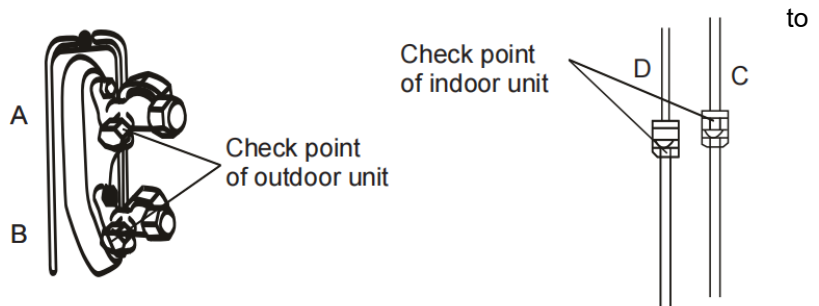 to
Check point
of indoor unit
D
C
A
Check point
of outdoor unit
B